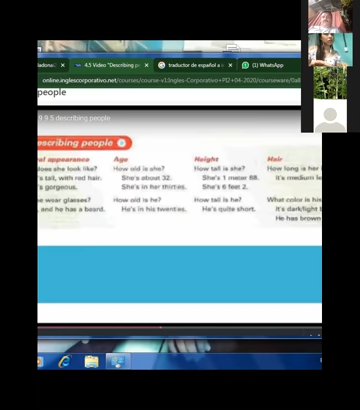 4.5 Video "Describing p
traductor de español a
(1) WhatsApp
online.inglescorporativo.net/courses/course-v1:Ingles-Corporativo+
people
9.9.5 describing people
escribing people
al appearance
does she look like?
's tall, with red hair.
's gorgeous.
he wear glasses?
and he has a beard.
Age
How old is she?
She's about 32.
She's in her thirties.
How old is he?
He's in his twenties.
Height
How tall is she?
She's 1 meter 68.
She's 6 feet 2.
How tall is he?
He's quite short.
Hair
How long is her
It's medium le
What color is his
It's dark/light b
He has brown